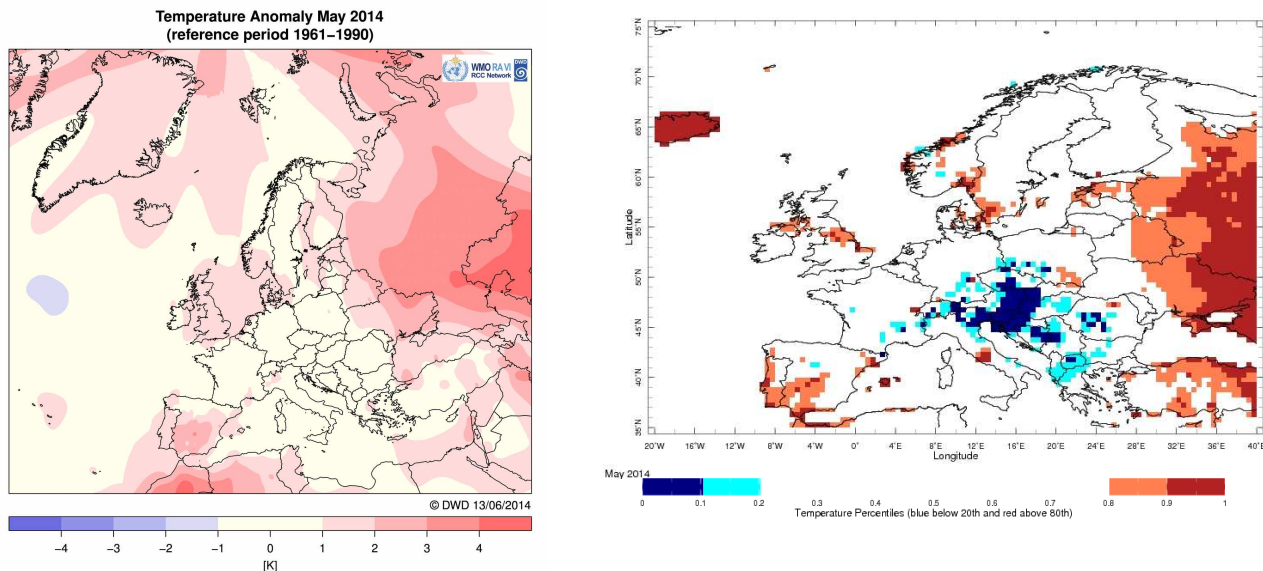 Temperature Anomaly May 2014
(reference period 1961−1990)
WMO RA VI
RCC Network
DWD
© DWD 13/06/2014
−4 −3 −2 −1 0 1 2 3 4
[K]
75°N
70°N
65°N
60°N
55°N
50°N
45°N
40°N
35°N
Latitude
20°W 16°W 12°W 8°W 4°W 0° 4°E 8°E 12°E 16°E 20°E 24°E 28°E 32°E 36°E 40°E
Longitude
May 2014
0 0.1 0.2 0.3 0.4 0.5 0.6 0.7 0.8 0.9 1
Temperature Percentiles (blue below 20th and red above 80th)